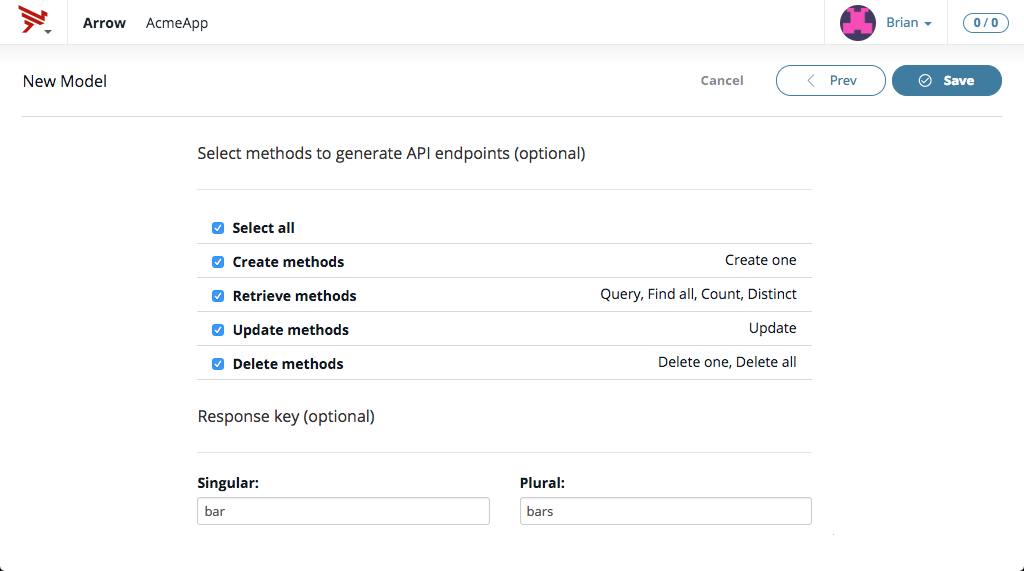 Arrow AcmeApp Brian 0 / 0
New Model Cancel Prev Save
Select methods to generate API endpoints (optional)
Select all
Create methods Create one
Retrieve methods Query, Find all, Count, Distinct
Update methods Update
Delete methods Delete one, Delete all
Response key (optional)
Singular: Plural:
bar bars